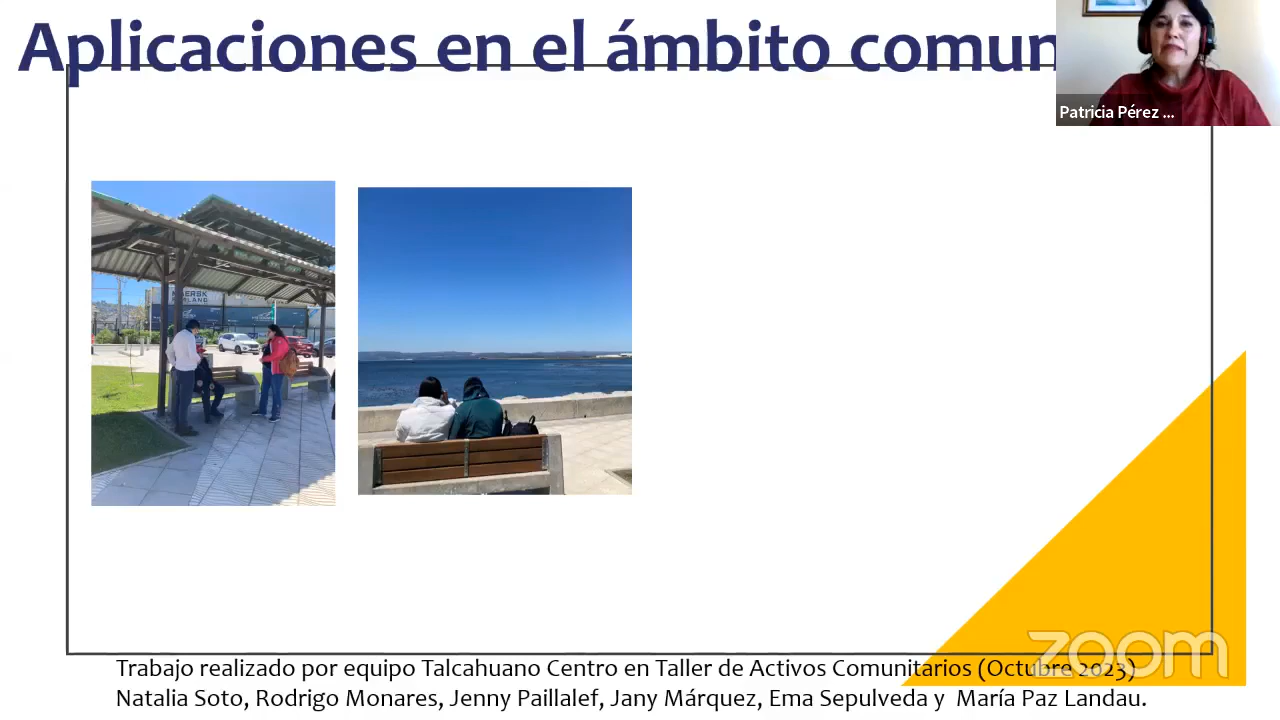 Aplicaciones en el ámbito comun
Patricia Pérez ...
Trabajo realizado por equipo Talcahuano Centro en Taller de Activos Comunitarios (Octubre 2023)
Natalia Soto, Rodrigo Monares, Jenny Paillalef, Jany Márquez, Ema Sepulveda y María Paz Landau.
zoom